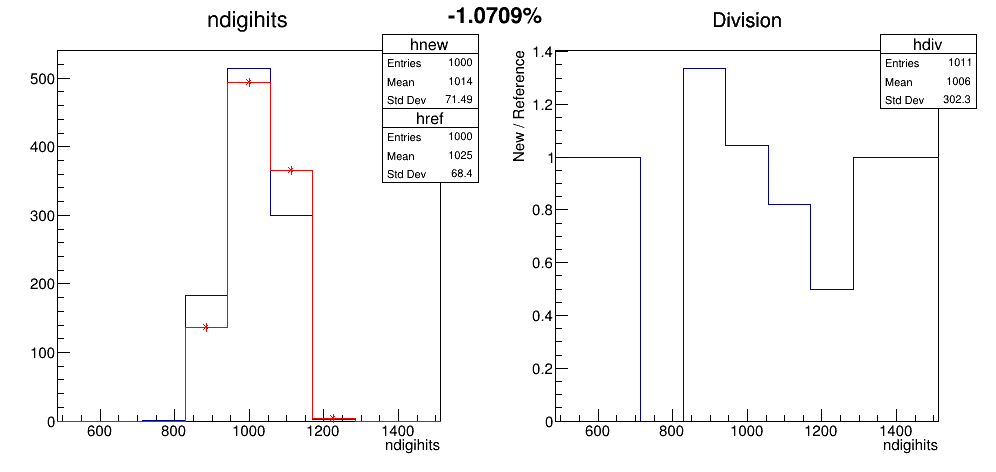 -1.0709%
ndigihits
hnew
Entries 1000
Mean 1014
Std Dev 71.49
href
Entries 1000
Mean 1025
Std Dev 68.4
500
400
300
200
100
0
600 800 1000 1200 1400
ndigihits
Division
hdiv
Entries 1011
Mean 1006
Std Dev 302.3
New / Reference
1.4
1.2
1
0.8
0.6
0.4
0.2
0
600 800 1000 1200 1400
ndigihits